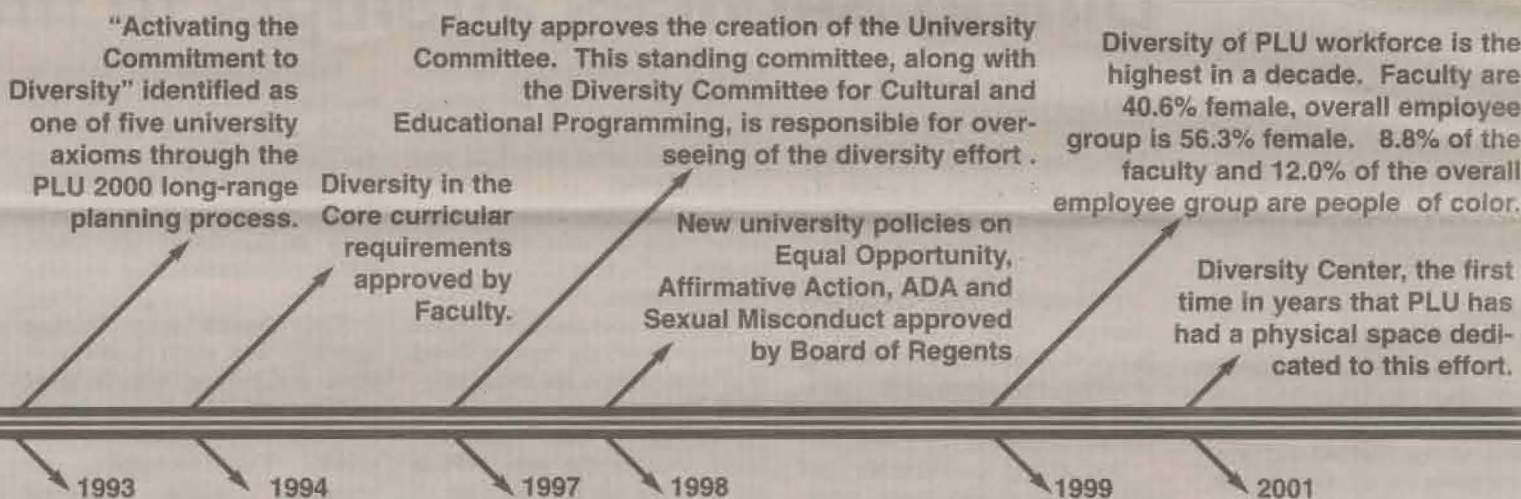 “Activating the
Commitment to
Diversity” identified as
one of five university
axioms through the
PLU 2000 long-range
planning process.
Diversity in the
Core curricular
requirements
approved by
Faculty.
Faculty approves the creation of the University
Committee. This standing committee, along with
the Diversity Committee for Cultural and
Educational Programming, is responsible for over-
seeing of the diversity effort .
New university policies on
Equal Opportunity,
Affirmative Action, ADA and
Sexual Misconduct approved
by Board of Regents
Diversity of PLU workforce is the
highest in a decade. Faculty are
40.6% female, overall employee
group is 56.3% female. 8.8% of the
faculty and 12.0% of the overall
employee group are people of color.
Diversity Center, the first
time in years that PLU has
had a physical space dedi-
cated to this effort.
1993
1994
1997
1998
1999
2001